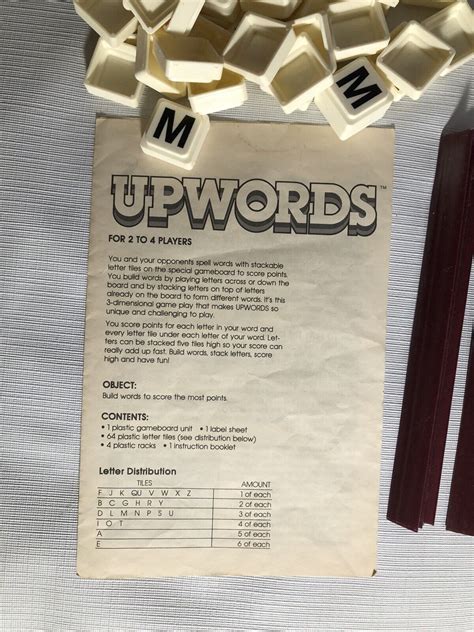 M
M
UPWORDS™
FOR 2 TO 4 PLAYERS
You and your opponents spell words with stackable
letter tiles on the special gameboard to score points.
You build words by playing letters across or down the
board and by stacking letters on top of letters
already on the board to form different words. It's this
3-dimensional game play that makes UPWORDS so
unique and challenging to play.
You score points for each letter in your word and
every letter tile under each letter of your word. Let-
ters can be stacked five tiles high so your score can
really add up fast. Build words, stack letters, score
high and have fun!
OBJECT:
Build words to score the most points.
CONTENTS:
• 1 plastic gameboard unit • 1 label sheet
• 64 plastic letter tiles (see distribution below)
• 4 plastic racks • 1 instruction booklet
Letter Distribution
TILES AMOUNT
F J K QU V W X Z 1 of each
B C G H R Y 2 of each
D L M N P S U 3 of each
I O T 4 of each
A 5 of each
E 6 of each